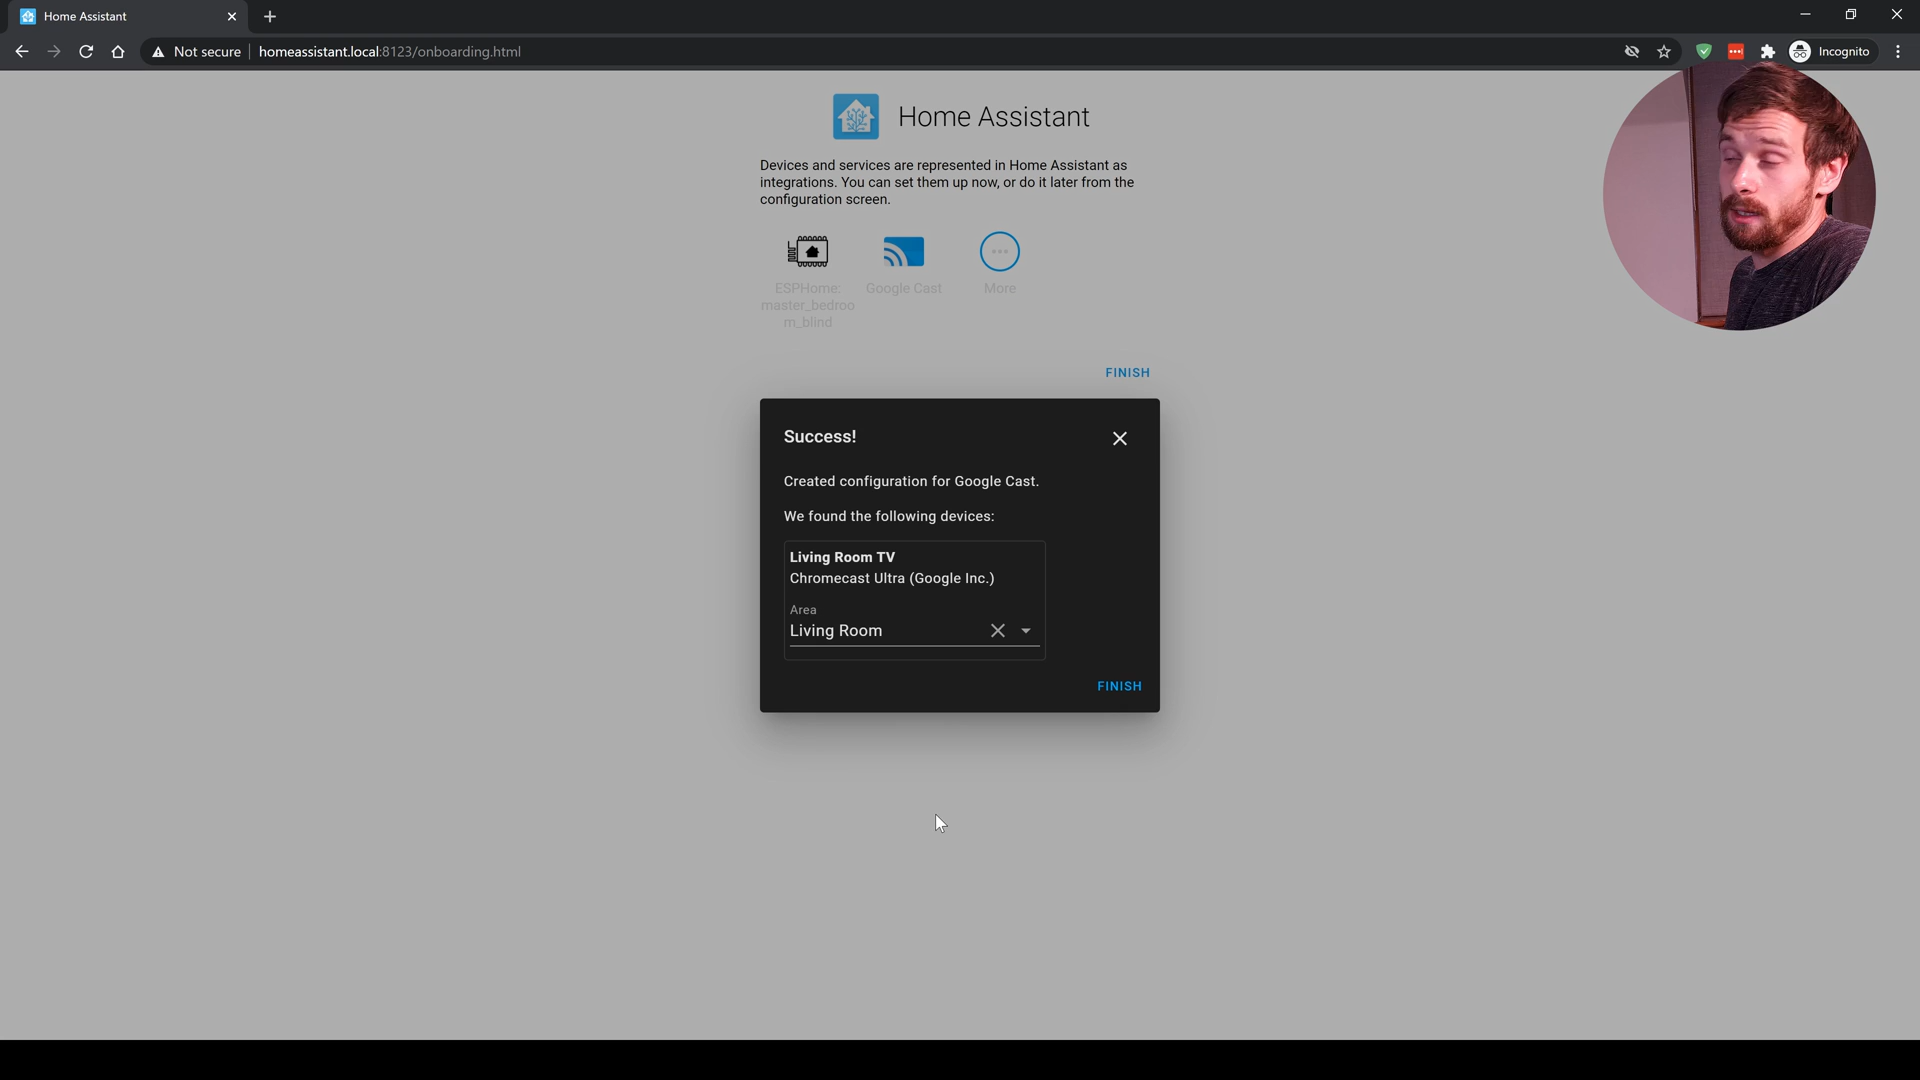 Home Assistant
Not secure
homeassistant.local:8123/onboarding.html
Incognito
Home Assistant
Devices and services are represented in Home Assistant as
integrations. You can set them up now, or do it later from the
configuration screen.
ESPHome:
master_bedroo
m_blind
Google Cast
More
FINISH
Success!
Created configuration for Google Cast.
We found the following devices:
Living Room TV
Chromecast Ultra (Google Inc.)
Area
Living Room
FINISH